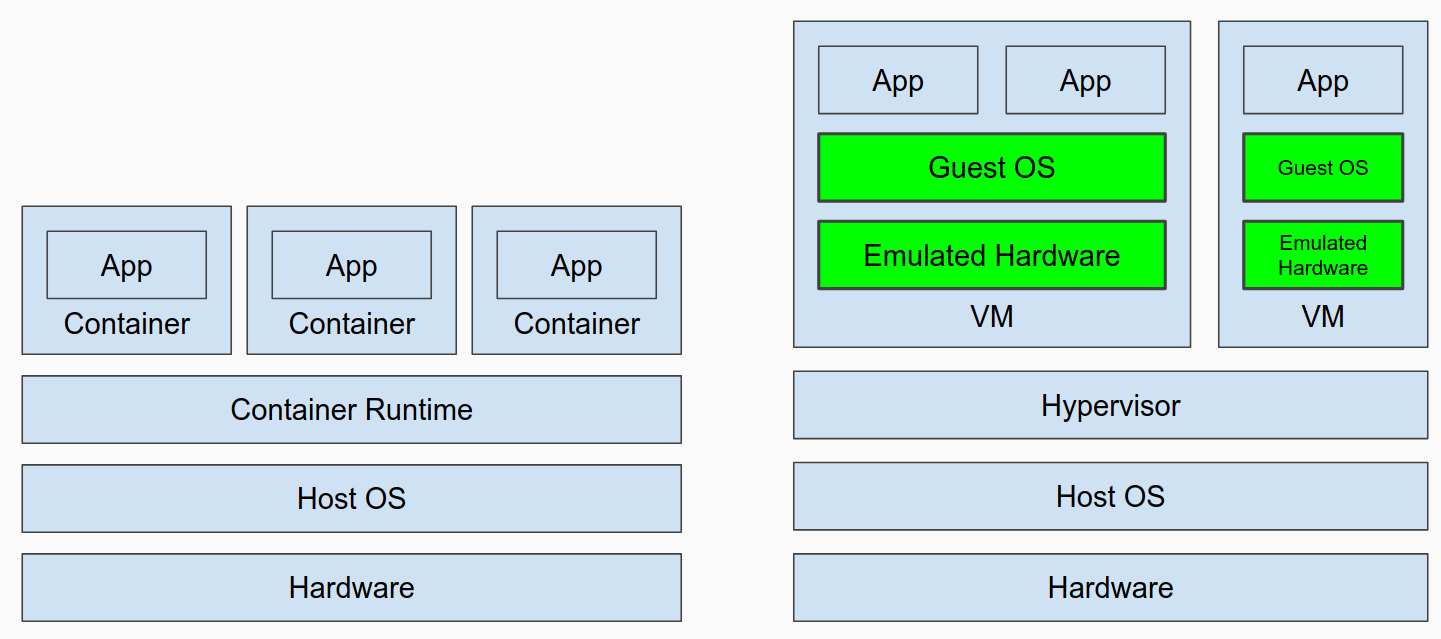 App
Container
App
Container
App
Container
Container Runtime
Host OS
Hardware
App
App
Guest OS
Emulated Hardware
VM
App
Guest OS
Emulated
Hardware
VM
Hypervisor
Host OS
Hardware